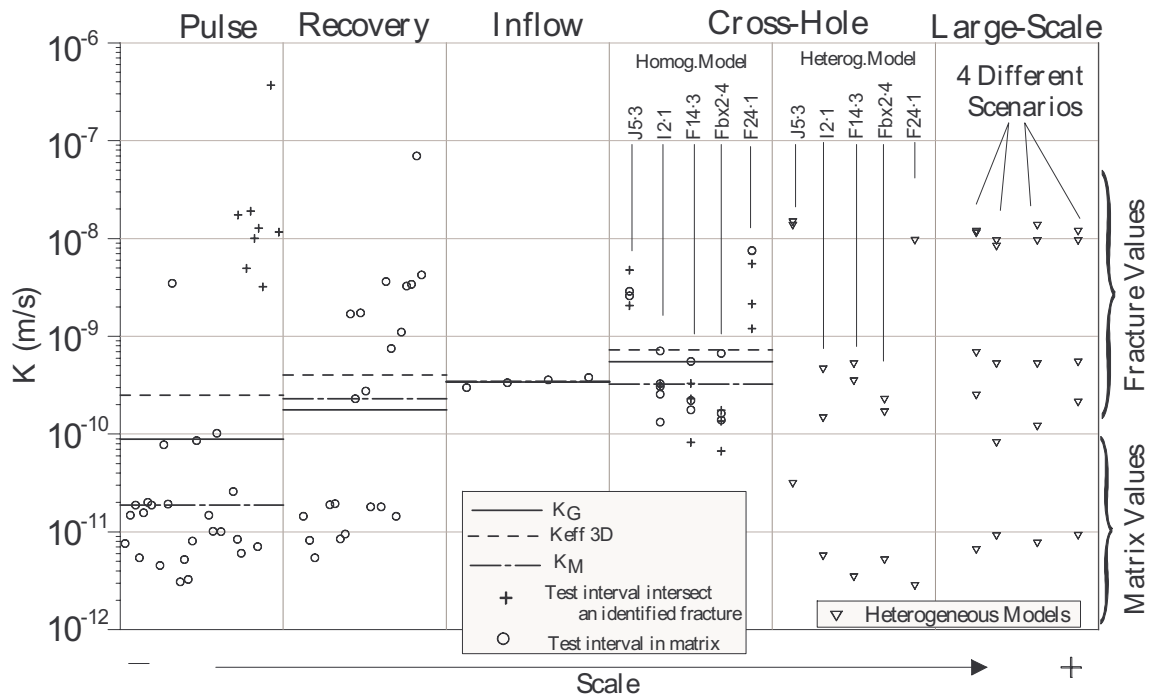 Pulse
Recovery
Inflow
Cross-Hole
Large-Scale
Homog.Model
Heterog.Model
4 Different
Scenarios
J5·3
I2·1
F14·3
Fbx2·4
F24·1
J5·3
I2·1
F14·3
Fbx2·4
F24·1
K (m/s)
10⁻⁶
10⁻⁷
10⁻⁸
10⁻⁹
10⁻¹⁰
10⁻¹¹
10⁻¹²
Fracture Values
Matrix Values
K_G
Keff 3D
K_M
+ Test interval intersect
an identified fracture
Test interval in matrix
Heterogeneous Models
− +
Scale